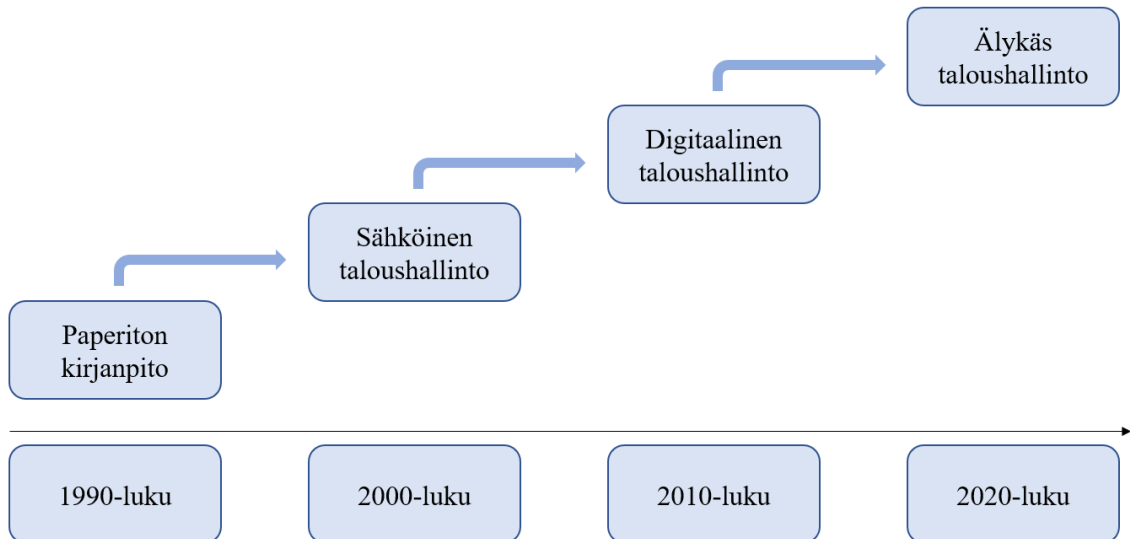 Älykäs
taloushallinto
Digitaalinen
taloushallinto
Sähköinen
taloushallinto
Paperiton
kirjanpito
1990-luku
2000-luku
2010-luku
2020-luku